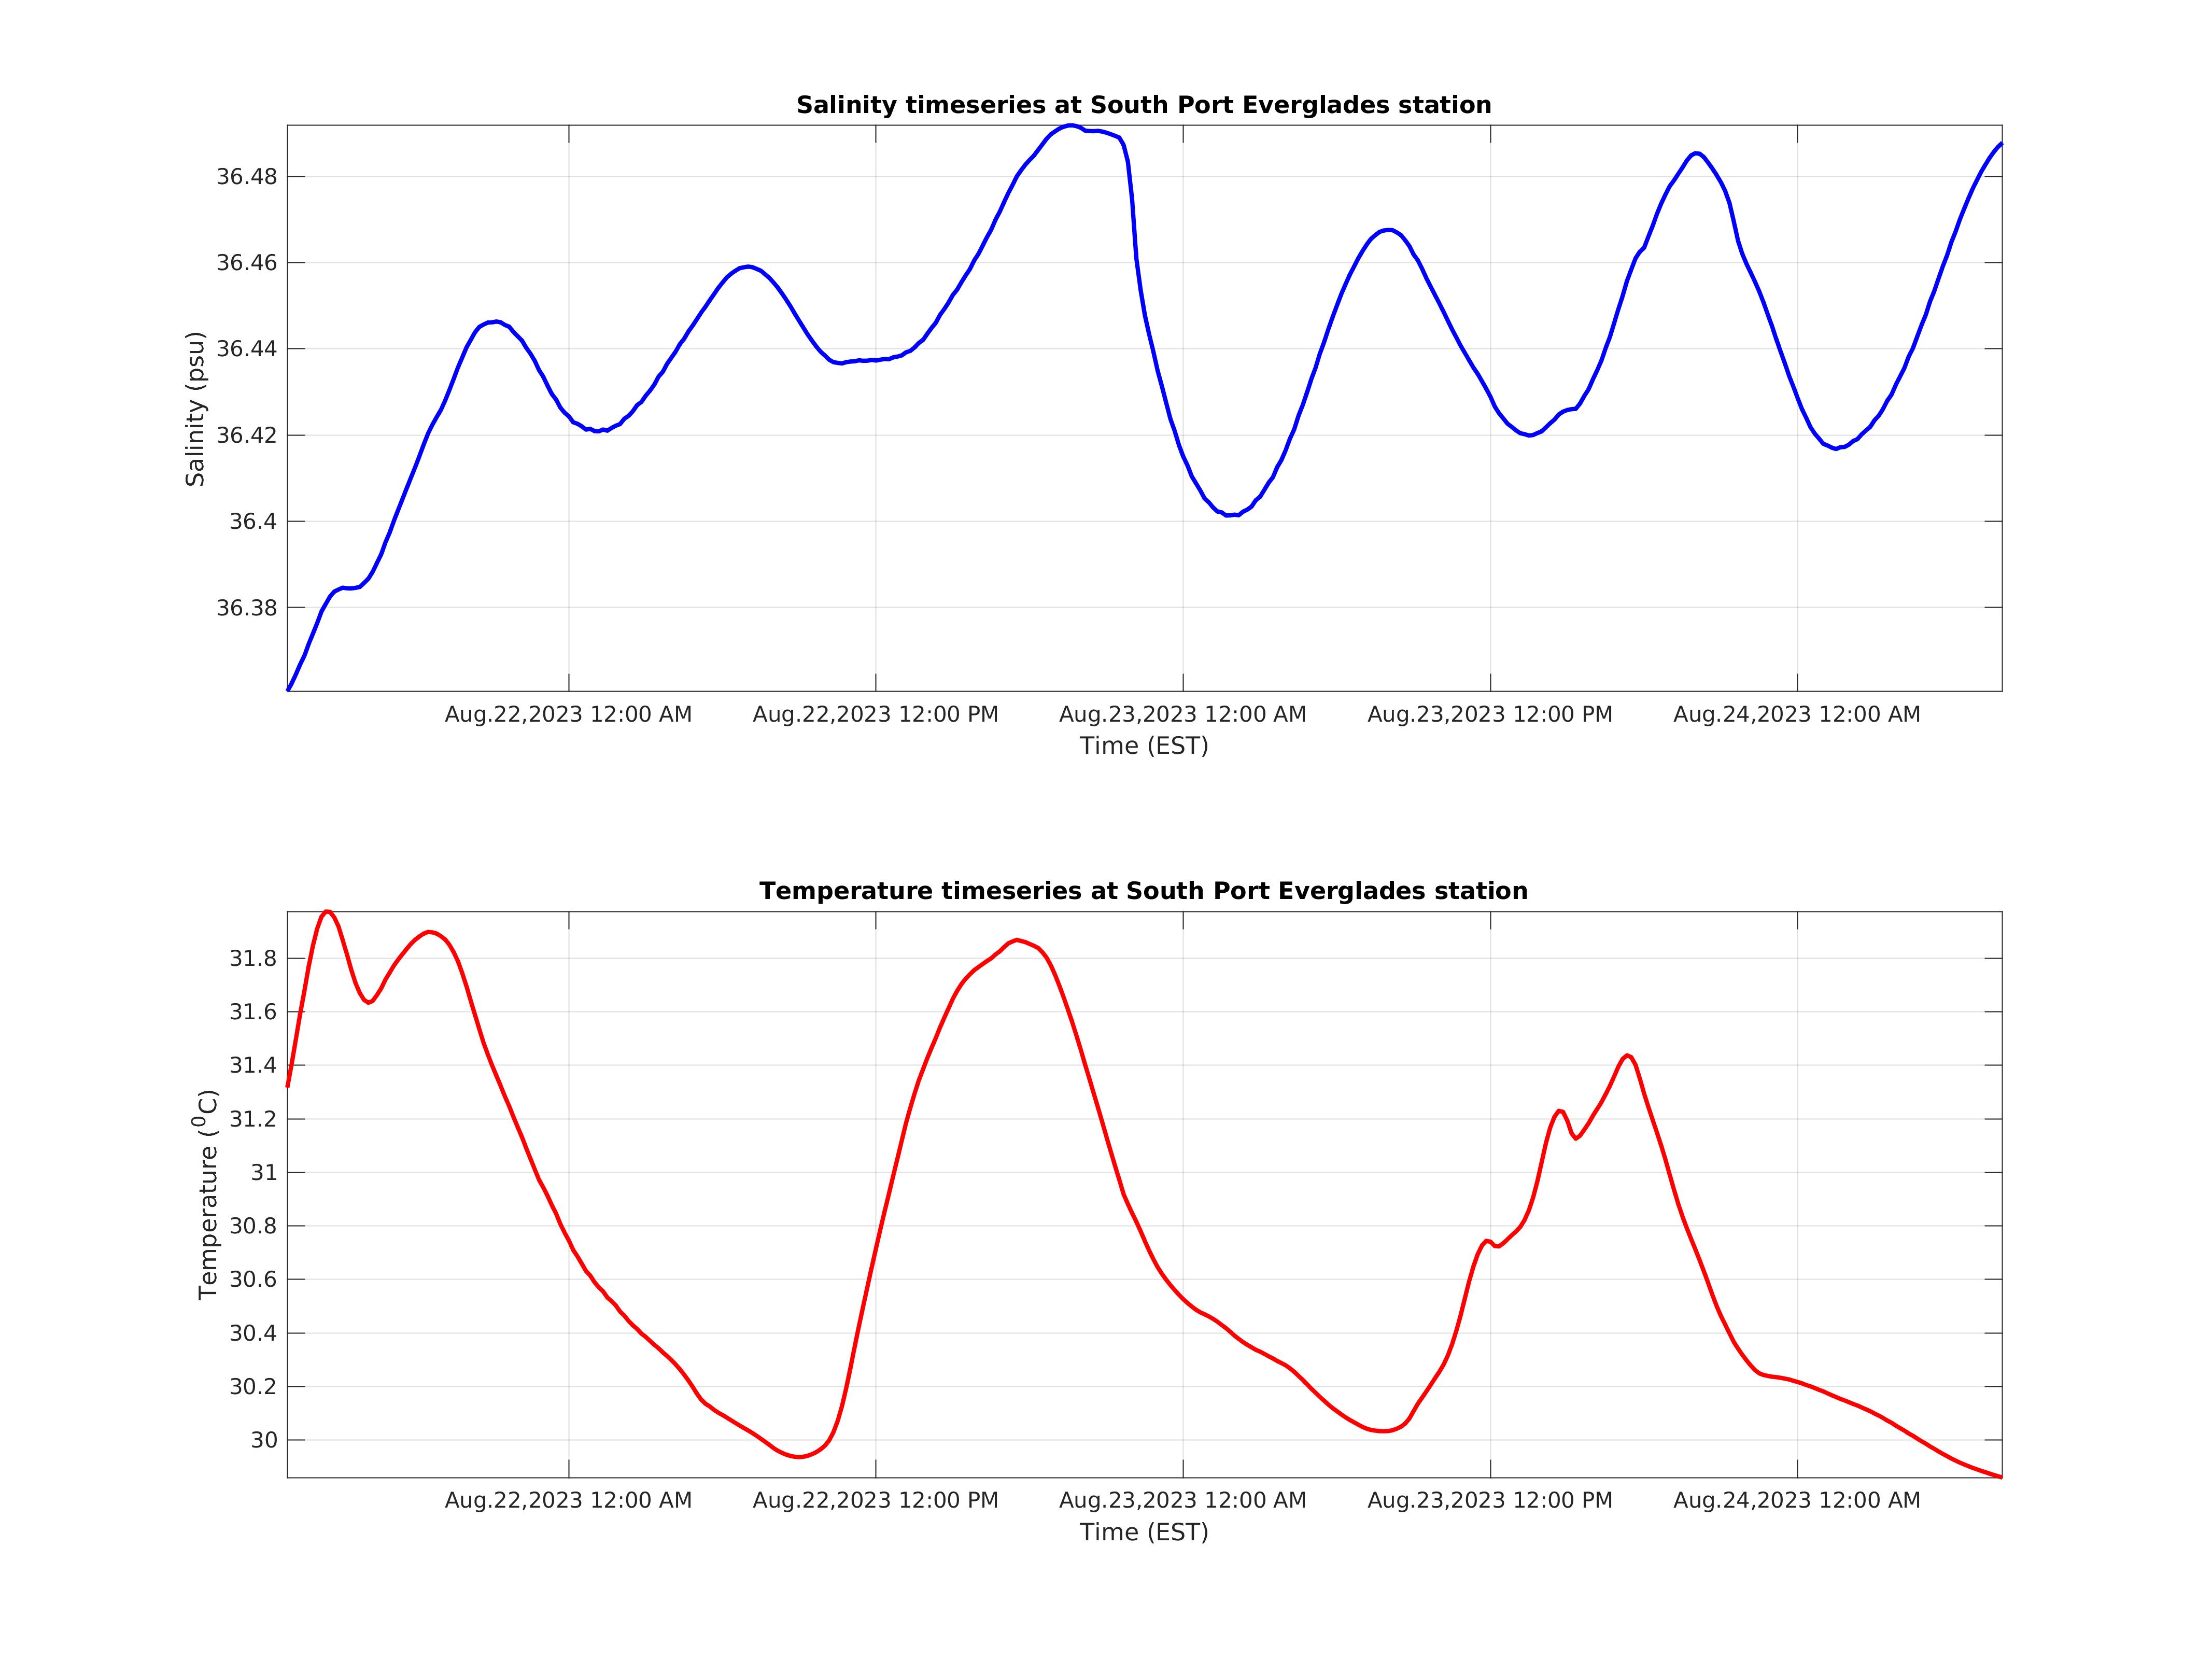 Salinity timeseries at South Port Everglades station
36.48
36.46
36.44
36.42
36.4
36.38
Salinity (psu)
Aug.22,2023 12:00 AM Aug.22,2023 12:00 PM Aug.23,2023 12:00 AM Aug.23,2023 12:00 PM Aug.24,2023 12:00 AM
Time (EST)
Temperature timeseries at South Port Everglades station
31.8
31.6
31.4
31.2
31
30.8
30.6
30.4
30.2
30
Temperature (⁰C)
Aug.22,2023 12:00 AM Aug.22,2023 12:00 PM Aug.23,2023 12:00 AM Aug.23,2023 12:00 PM Aug.24,2023 12:00 AM
Time (EST)